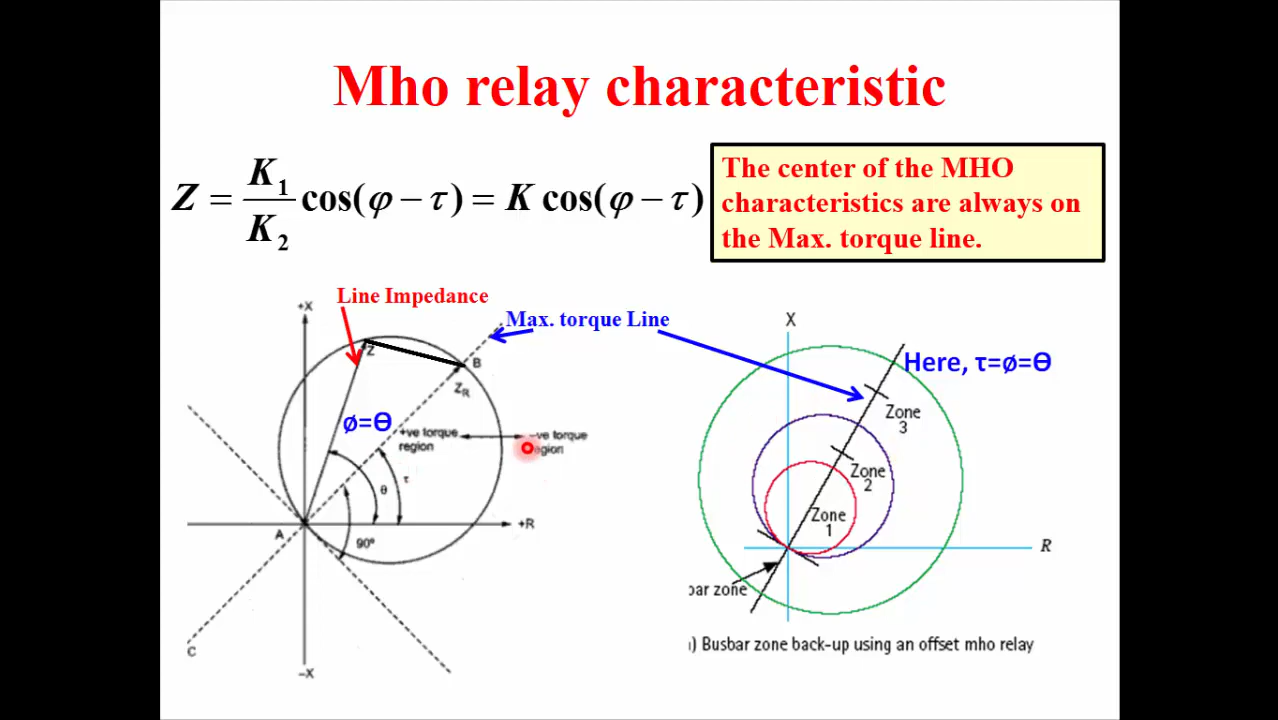 Mho relay characteristic
Z = K₁/K₂ cos(φ − τ) = K cos(φ − τ)
The center of the MHO
characteristics are always on
the Max. torque line.
+X
Line Impedance
Max. torque Line
Z
B
Z_R
ø=Ɵ
+ve torque
region
-ve torque
θ
τ
+R
A
90°
C
-X
X
Here, τ=ø=Ɵ
Zone
3
Zone
2
Zone
1
R
bar zone
) Busbar zone back-up using an offset mho relay